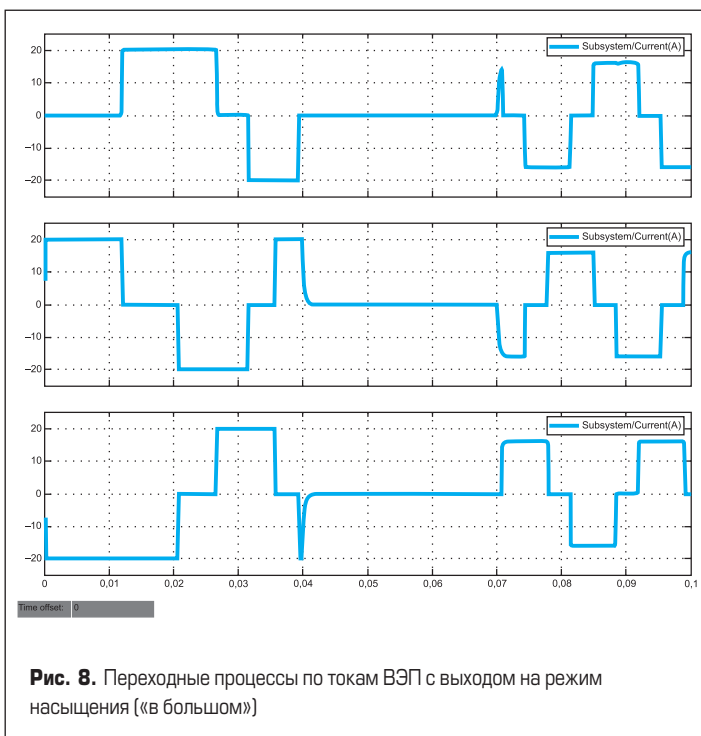 20
10
0
–10
–20
Subsystem/Current(A)
20
10
0
–10
–20
Subsystem/Current(A)
20
10
0
–10
–20
Subsystem/Current(A)
0 0,01 0,02 0,03 0,04 0,05 0,06 0,07 0,08 0,09 0,1
Time offset: 0
Рис. 8. Переходные процессы по токам ВЭП с выходом на режим
насыщения («в большом»)